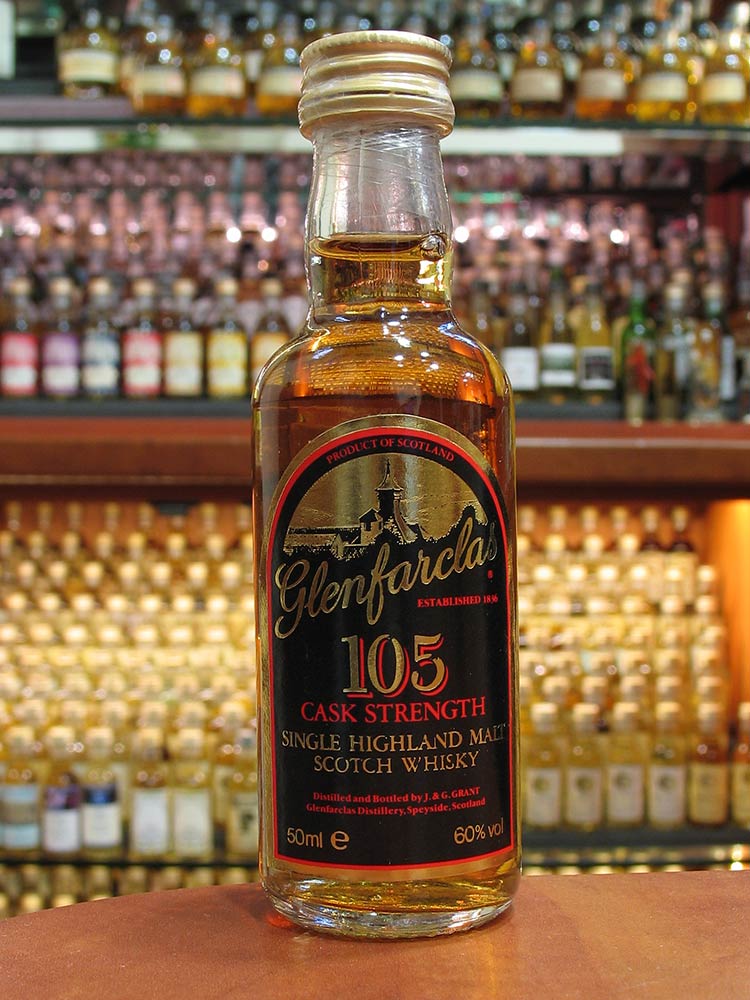 PRODUCT OF SCOTLAND
Glenfarclas
®
ESTABLISHED 1836
105
CASK STRENGTH
SINGLE HIGHLAND MALT
SCOTCH WHISKY
Distilled and Bottled by J. & G. GRANT
Glenfarclas Distillery, Speyside, Scotland
50ml e 60% vol